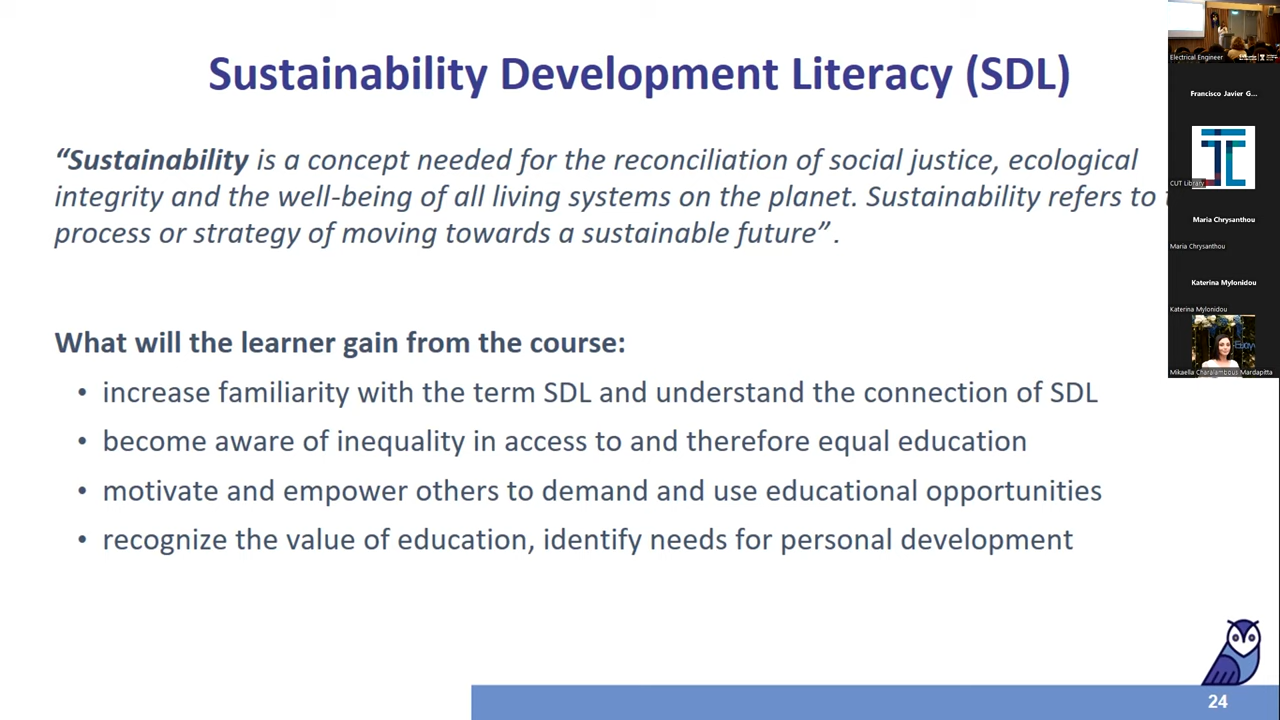 Sustainability Development Literacy (SDL)
“Sustainability is a concept needed for the reconciliation of social justice, ecological
integrity and the well-being of all living systems on the planet. Sustainability refers to
process or strategy of moving towards a sustainable future” .
What will the learner gain from the course:
• increase familiarity with the term SDL and understand the connection of SDL
• become aware of inequality in access to and therefore equal education
• motivate and empower others to demand and use educational opportunities
• recognize the value of education, identify needs for personal development
24
Electrical Engineer
Francisco Javier G...
CUT Library
Maria Chrysanthou
Maria Chrysanthou
Katerina Mylonidou
Katerina Mylonidou
Mikaella Charalambous Mardapitta